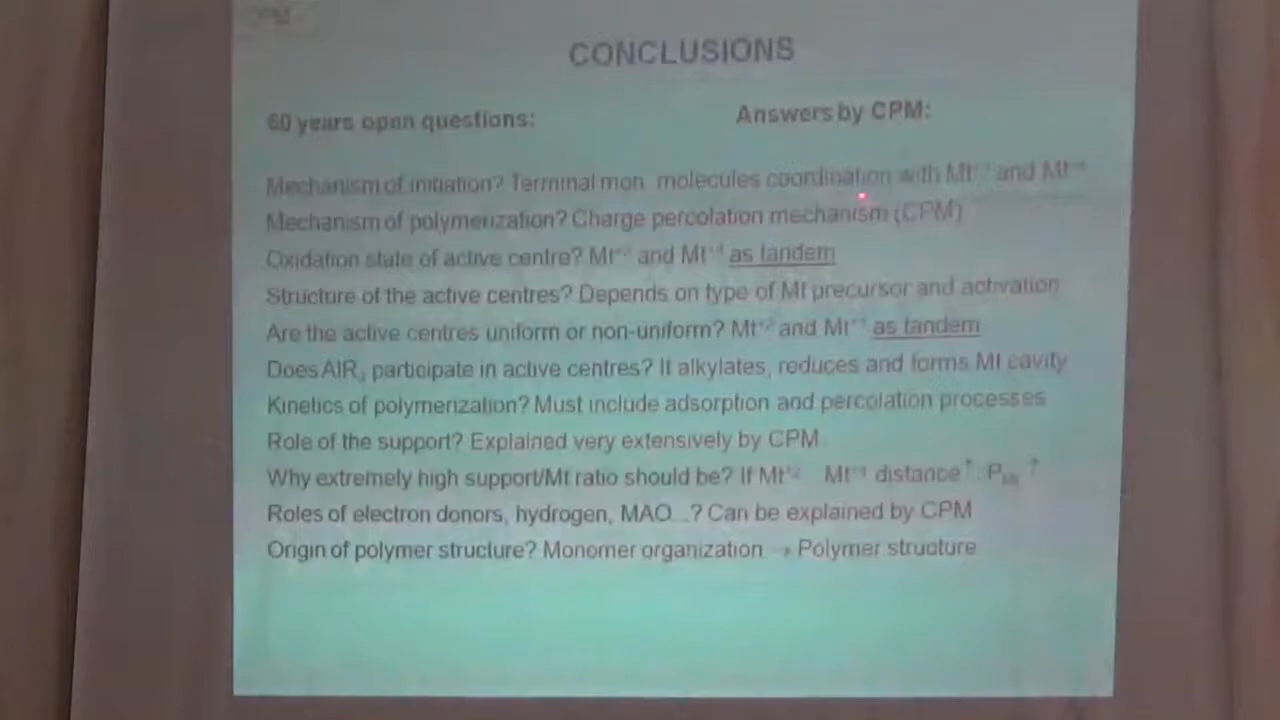 CPM
CONCLUSIONS
60 years open questions: Answers by CPM:
Mechanism of initiation? Terminal mon. molecules coordination with Mt and Mt
Mechanism of polymerization? Charge percolation mechanism (CPM)
Oxidation state of active centre? Mt and Mt as tandem
Structure of the active centres? Depends on type of Mt precursor and activation
Are the active centres uniform or non-uniform? Mt and Mt as tandem
Does AlR₃ participate in active centres? It alkylates, reduces and forms Mt cavity
Kinetics of polymerization? Must include adsorption and percolation processes
Role of the support? Explained very extensively by CPM
Why extremely high support/Mt ratio should be? If Mt Mt distance↑ P ↑
Roles of electron donors, hydrogen, MAO...? Can be explained by CPM
Origin of polymer structure? Monomer organization → Polymer structure